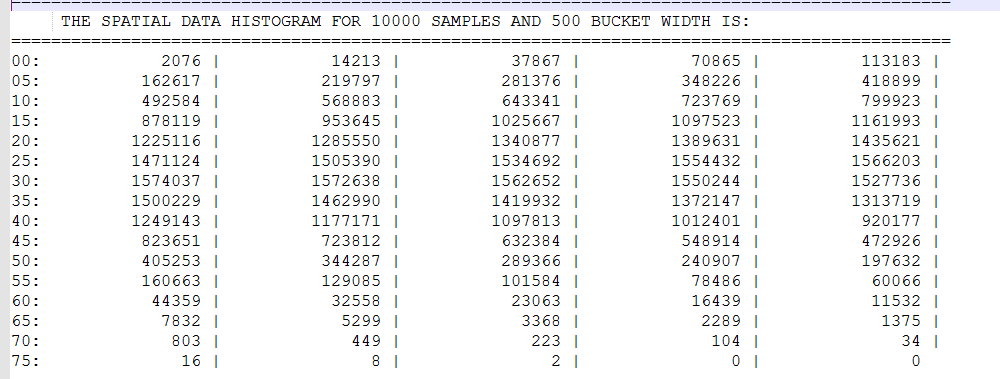 THE SPATIAL DATA HISTOGRAM FOR 10000 SAMPLES AND 500 BUCKET WIDTH IS:
00: 2076 | 14213 | 37867 | 70865 | 113183 |
05: 162617 | 219797 | 281376 | 348226 | 418899 |
10: 492584 | 568883 | 643341 | 723769 | 799923 |
15: 878119 | 953645 | 1025667 | 1097523 | 1161993 |
20: 1225116 | 1285550 | 1340877 | 1389631 | 1435621 |
25: 1471124 | 1505390 | 1534692 | 1554432 | 1566203 |
30: 1574037 | 1572638 | 1562652 | 1550244 | 1527736 |
35: 1500229 | 1462990 | 1419932 | 1372147 | 1313719 |
40: 1249143 | 1177171 | 1097813 | 1012401 | 920177 |
45: 823651 | 723812 | 632384 | 548914 | 472926 |
50: 405253 | 344287 | 289366 | 240907 | 197632 |
55: 160663 | 129085 | 101584 | 78486 | 60066 |
60: 44359 | 32558 | 23063 | 16439 | 11532 |
65: 7832 | 5299 | 3368 | 2289 | 1375 |
70: 803 | 449 | 223 | 104 | 34 |
75: 16 | 8 | 2 | 0 | 0